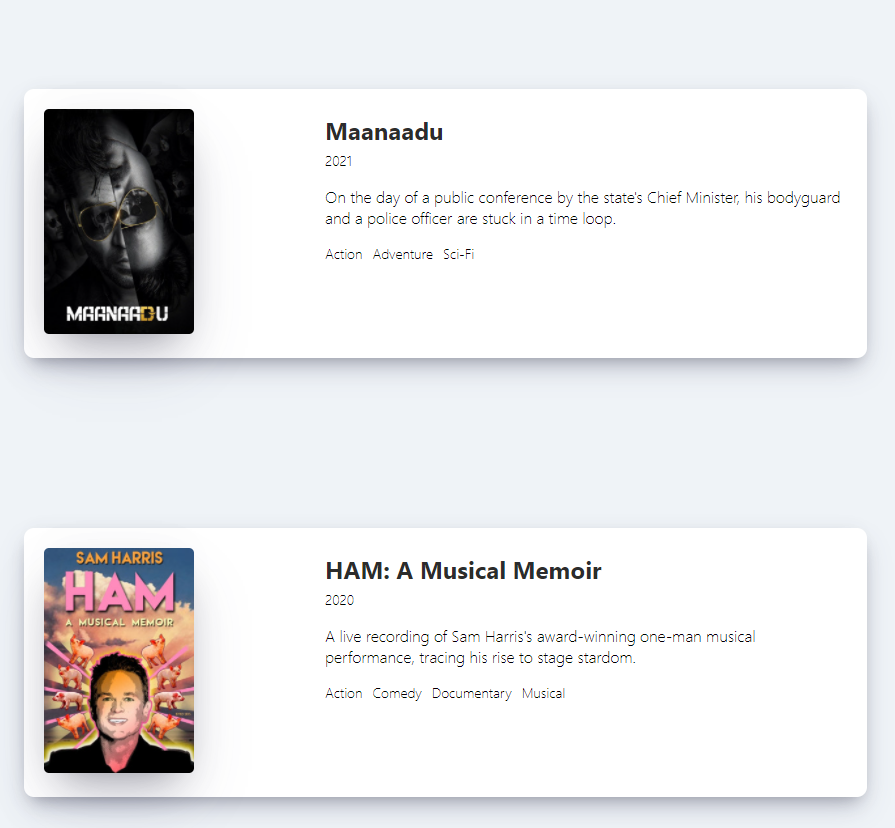 MAANAADU
Maanaadu
2021
On the day of a public conference by the state's Chief Minister, his bodyguard
and a police officer are stuck in a time loop.
Action Adventure Sci-Fi
SAM HARRIS
HAM
A MUSICAL MEMOIR
HAM: A Musical Memoir
2020
A live recording of Sam Harris's award-winning one-man musical
performance, tracing his rise to stage stardom.
Action Comedy Documentary Musical